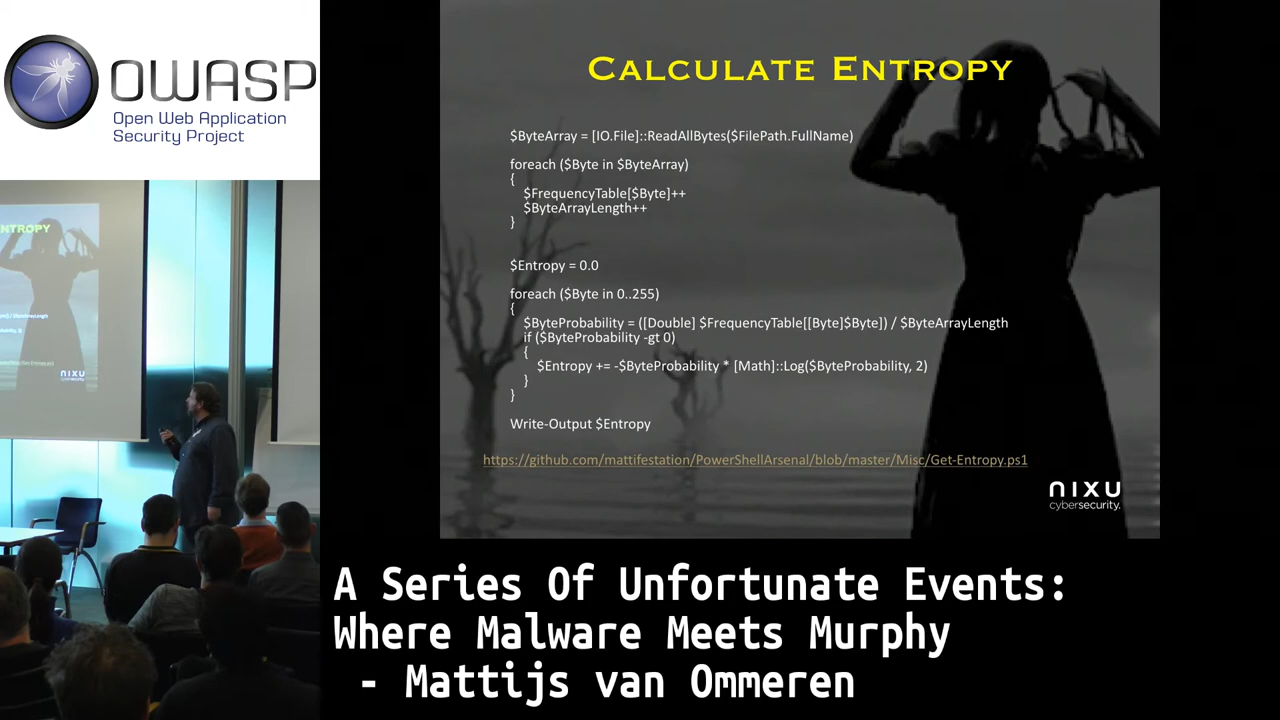 OWASP
Open Web Application
Security Project
CALCULATE ENTROPY
$ByteArray = [IO.File]::ReadAllBytes($FilePath.FullName)
foreach ($Byte in $ByteArray)
{
$FrequencyTable[$Byte]++
$ByteArrayLength++
}
$Entropy = 0.0
foreach ($Byte in 0..255)
{
$ByteProbability = ([Double] $FrequencyTable[[Byte]$Byte]) / $ByteArrayLength
if ($ByteProbability -gt 0)
{
$Entropy += -$ByteProbability * [Math]::Log($ByteProbability, 2)
}
}
Write-Output $Entropy
https://github.com/mattifestation/PowerShellArsenal/blob/master/Misc/Get-Entropy.ps1
nixu
cybersecurity.
NTROPY
nixu
A Series Of Unfortunate Events:
Where Malware Meets Murphy
- Mattijs van Ommeren